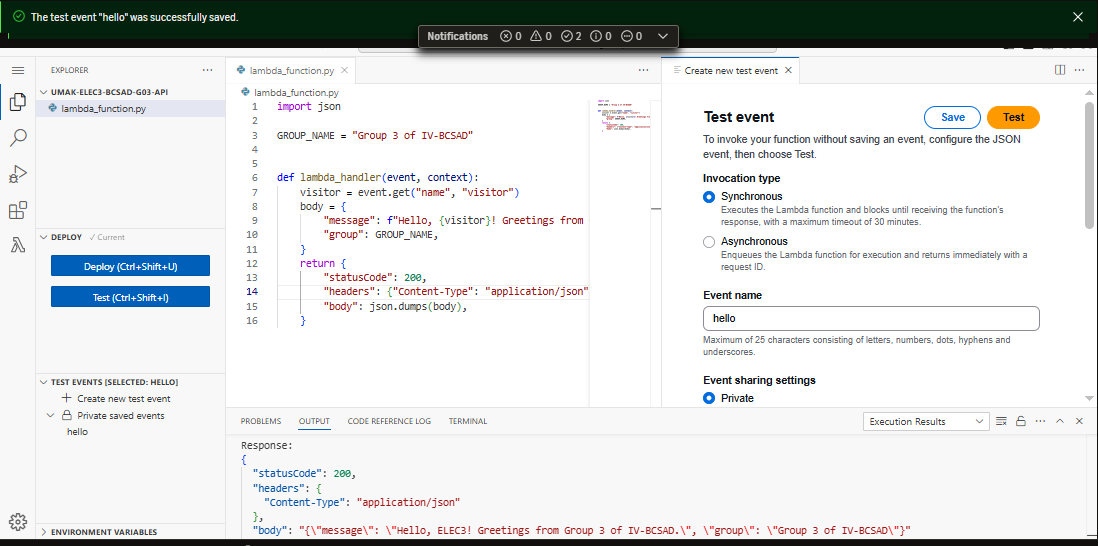 The test event "hello" was successfully saved.
Notifications 0 0 2 0 0
EXPLORER
UMAK-ELEC3-BCSAD-G03-API
lambda_function.py
DEPLOY Current
Deploy (Ctrl+Shift+U)
Test (Ctrl+Shift+I)
TEST EVENTS [SELECTED: HELLO]
Create new test event
Private saved events
hello
ENVIRONMENT VARIABLES
lambda_function.py
lambda_function.py
1 import json
2
3 GROUP_NAME = "Group 3 of IV-BCSAD"
4
5
6 def lambda_handler(event, context):
7 visitor = event.get("name", "visitor")
8 body = {
9 "message": f"Hello, {visitor}! Greetings from
10 "group": GROUP_NAME,
11 }
12 return {
13 "statusCode": 200,
14 "headers": {"Content-Type": "application/json"
15 "body": json.dumps(body),
16 }
Create new test event
Test event
Save
Test
To invoke your function without saving an event, configure the JSON
event, then choose Test.
Invocation type
Synchronous
Executes the Lambda function and blocks until receiving the function's
response, with a maximum timeout of 30 minutes.
Asynchronous
Enqueues the Lambda function for execution and returns immediately with a
request ID.
Event name
hello
Maximum of 25 characters consisting of letters, numbers, dots, hyphens and
underscores.
Event sharing settings
Private
PROBLEMS OUTPUT CODE REFERENCE LOG TERMINAL
Execution Results
Response:
{
"statusCode": 200,
"headers": {
"Content-Type": "application/json"
},
"body": "{\"message\": \"Hello, ELEC3! Greetings from Group 3 of IV-BCSAD.\", \"group\": \"Group 3 of IV-BCSAD\"}"